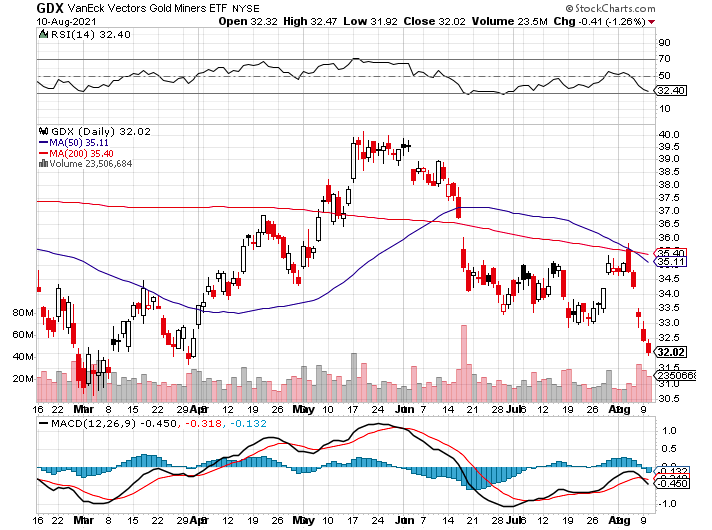 GDX VanEck Vectors Gold Miners ETF NYSE © StockCharts.com
10-Aug-2021 Open 32.32 High 32.47 Low 31.92 Close 32.02 Volume 23.5M Chg -0.41 (-1.26%)
RSI(14) 32.40
90
70
50
32.40
10
GDX (Daily) 32.02
MA(50) 35.11
MA(200) 35.40
Volume 23,506,684
40.0
39.5
39.0
38.5
38.0
37.5
37.0
36.5
36.0
35.40
35.11
34.5
34.0
33.5
33.0
32.5
32.02
31.5
31.0
30.5
80M
60M
40M
20M
16 22 Mar 8 15 22 29 Apr 12 19 26 May 10 17 24 Jun 7 14 21 28 Jul 6 12 19 26 Aug 9
MACD(12,26,9) -0.450, -0.318, -0.132
1.0
0.5
0.0
-0.132
-0.450
-1.0
16 22 Mar 8 15 22 29 Apr 12 19 26 May 10 17 24 Jun 7 14 21 28 Jul 6 12 19 26 Aug 9